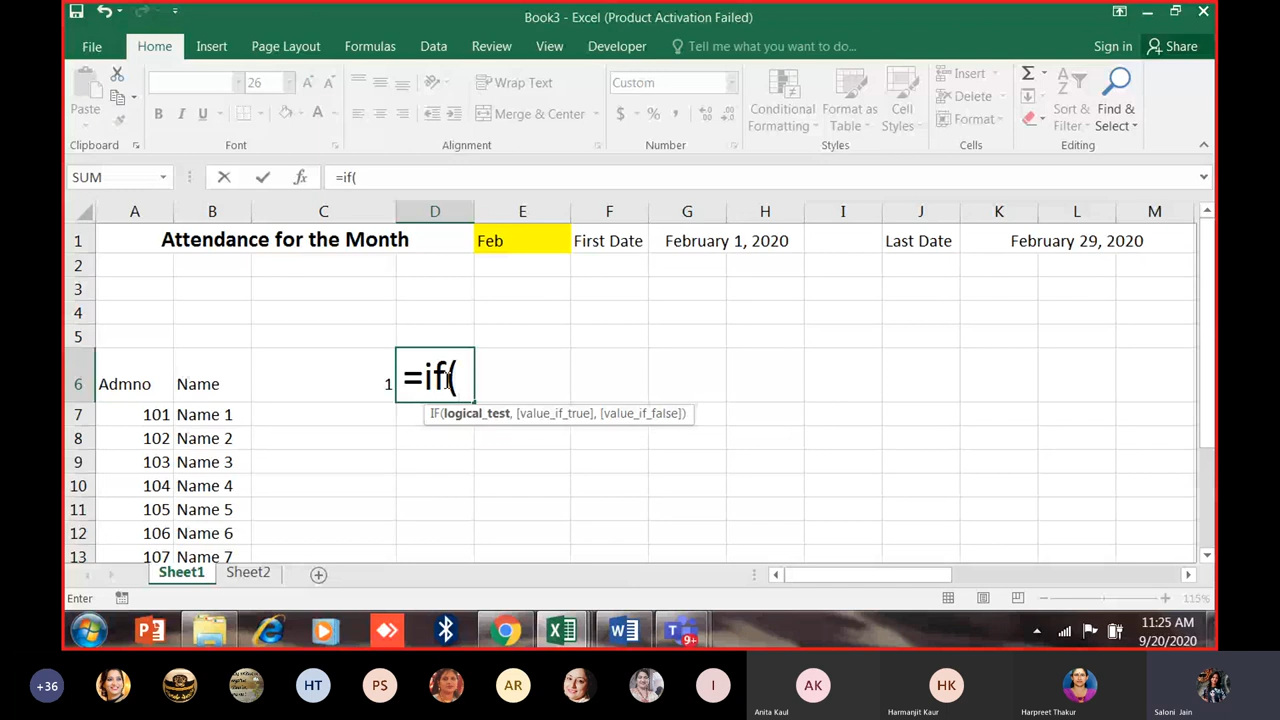 Book3 - Excel (Product Activation Failed)
File Home Insert Page Layout Formulas Data Review View Developer Tell me what you want to do... Sign in Share
Paste 26 Wrap Text Custom Insert
B I U Merge & Center $ % Conditional Formatting Format as Table Cell Styles Delete Format Sort & Filter Find & Select
Clipboard Font Alignment Number Styles Cells Editing
SUM =if(
A B C D E F G H I J K L M
1 Attendance for the Month Feb First Date February 1, 2020 Last Date February 29, 2020
2
3
4
5
6 Admno Name 1 =if(
IF(logical_test, [value_if_true], [value_if_false])
7 101 Name 1
8 102 Name 2
9 103 Name 3
10 104 Name 4
11 105 Name 5
12 106 Name 6
13 107 Name 7
Sheet1 Sheet2
Enter 115%
9+
11:25 AM
9/20/2020
+36 HT PS AR I AK HK
Anita Kaul Harmanjit Kaur Harpreet Thakur Saloni Jain